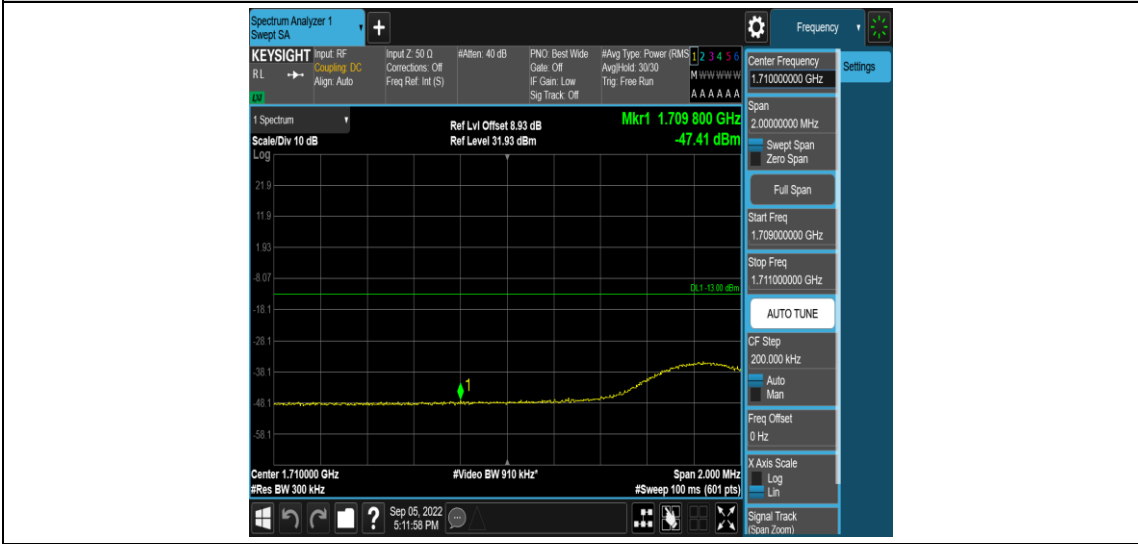 Spectrum Analyzer 1
Swept SA
+
Frequency
KEYSIGHT
RL
Input: RF
Coupling: DC
Align: Auto
Input Z: 50 Ω
Corrections: Off
Freq Ref: Int (S)
#Atten: 40 dB
PNO: Best Wide
Gate: Off
IF Gain: Low
Sig Track: Off
#Avg Type: Power (RMS
Avg|Hold: 30/30
Trig: Free Run
1 2 3 4 5 6
M W W W W W
A A A A A A
1 Spectrum
Scale/Div 10 dB
Log
Ref Lvl Offset 8.93 dB
Ref Level 31.93 dBm
Mkr1 1.709 800 GHz
-47.41 dBm
21.9
11.9
1.93
-8.07
DL1 -13.00 dBm
-18.1
-28.1
-38.1
1
-48.1
-58.1
Center 1.710000 GHz
#Video BW 910 kHz*
Span 2.000 MHz
#Res BW 300 kHz
#Sweep 100 ms (601 pts)
?
Sep 05, 2022
5:11:58 PM
Center Frequency
1.710000000 GHz
Settings
Span
2.00000000 MHz
Swept Span
Zero Span
Full Span
Start Freq
1.709000000 GHz
Stop Freq
1.711000000 GHz
AUTO TUNE
CF Step
200.000 kHz
Auto
Man
Freq Offset
0 Hz
X Axis Scale
Log
Lin
Signal Track
(Span Zoom)